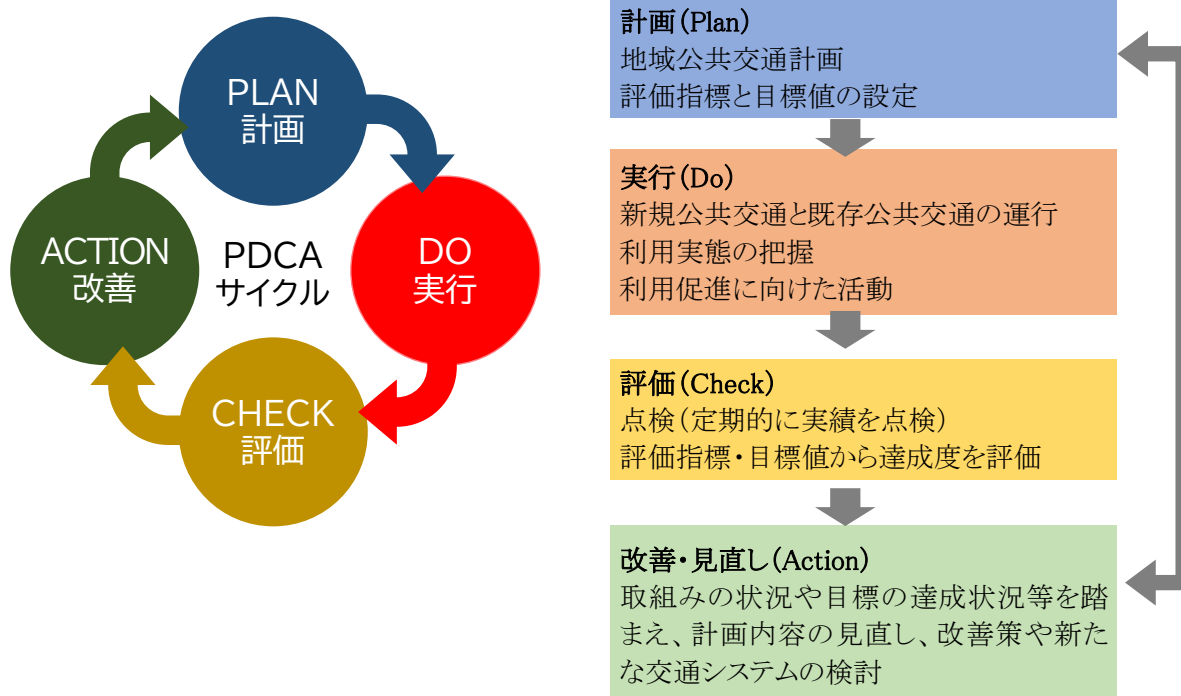 PLAN
計画
DO
実行
CHECK
評価
ACTION
改善
PDCA
サイクル
計画(Plan)
地域公共交通計画
評価指標と目標値の設定
実行(Do)
新規公共交通と既存公共交通の運行
利用実態の把握
利用促進に向けた活動
評価(Check)
点検(定期的に実績を点検)
評価指標・目標値から達成度を評価
改善・見直し(Action)
取組みの状況や目標の達成状況等を踏
まえ、計画内容の見直し、改善策や新た
な交通システムの検討